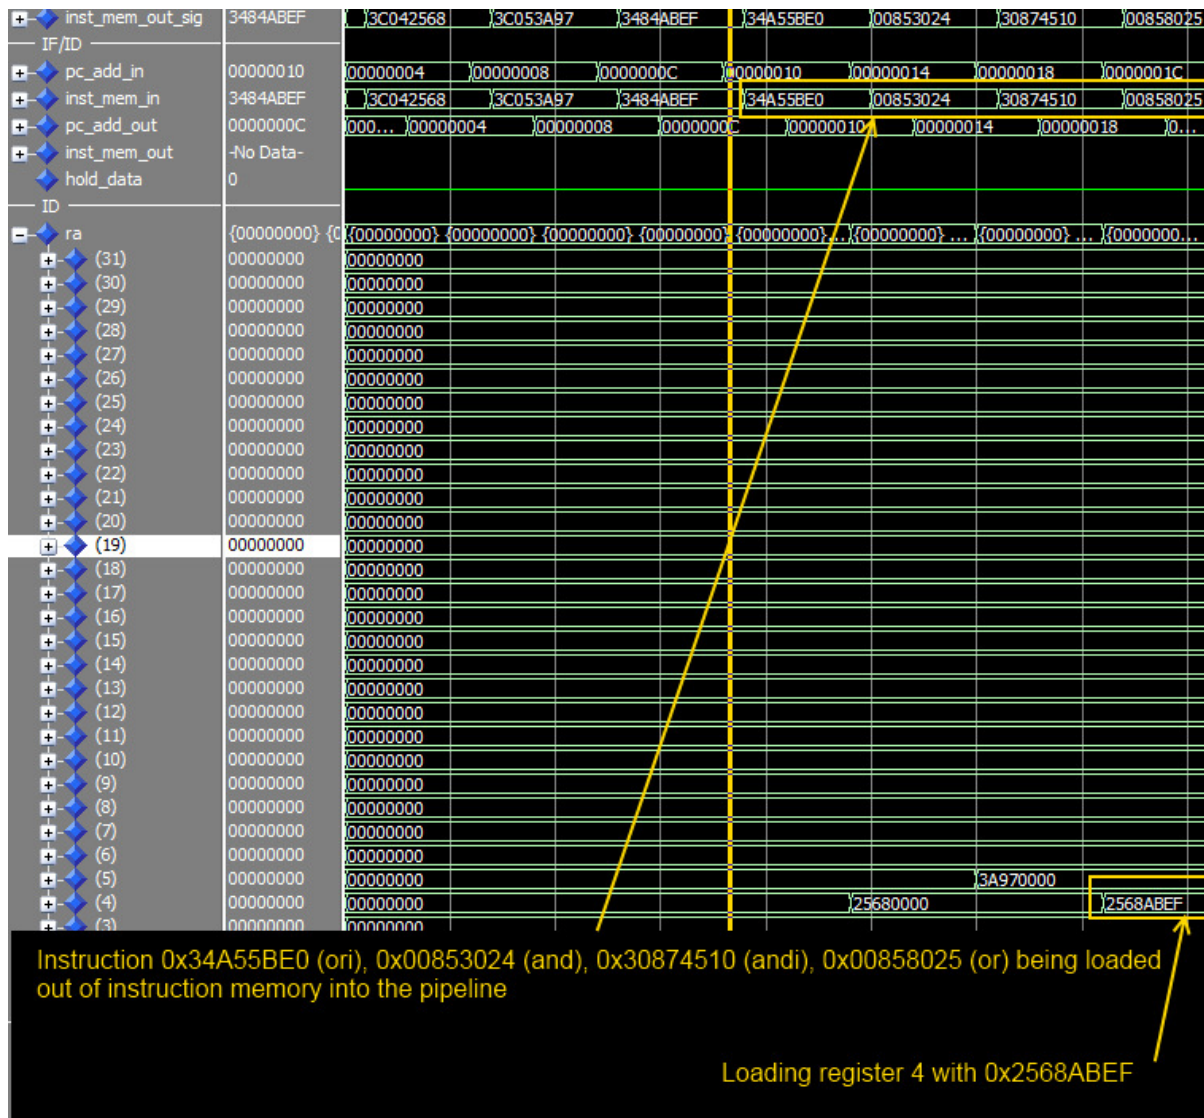 inst_mem_out_sig 3484ABEF 3C042568 3C053A97 3484ABEF 34A55BE0 00853024 30874510 00858025
IF/ID
pc_add_in 00000010 00000004 00000008 0000000C 00000010 00000014 00000018 0000001C
inst_mem_in 3484ABEF 3C042568 3C053A97 3484ABEF 34A55BE0 00853024 30874510 00858025
pc_add_out 0000000C 000... 00000004 00000008 0000000C 00000010 00000014 00000018 0...
inst_mem_out -No Data-
hold_data 0
ID
ra {00000000} {0 {00000000} {00000000} {00000000} {00000000} {00000000}... {00000000} ... {00000000} ... {0000000...
(31) 00000000 00000000
(30) 00000000 00000000
(29) 00000000 00000000
(28) 00000000 00000000
(27) 00000000 00000000
(26) 00000000 00000000
(25) 00000000 00000000
(24) 00000000 00000000
(23) 00000000 00000000
(22) 00000000 00000000
(21) 00000000 00000000
(20) 00000000 00000000
(19) 00000000 00000000
(18) 00000000 00000000
(17) 00000000 00000000
(16) 00000000 00000000
(15) 00000000 00000000
(14) 00000000 00000000
(13) 00000000 00000000
(12) 00000000 00000000
(11) 00000000 00000000
(10) 00000000 00000000
(9) 00000000 00000000
(8) 00000000 00000000
(7) 00000000 00000000
(6) 00000000 00000000
(5) 00000000 00000000 3A970000
(4) 00000000 00000000 25680000 2568ABEF
(3) 00000000 00000000
Instruction 0x34A55BE0 (ori), 0x00853024 (and), 0x30874510 (andi), 0x00858025 (or) being loaded
out of instruction memory into the pipeline
Loading register 4 with 0x2568ABEF